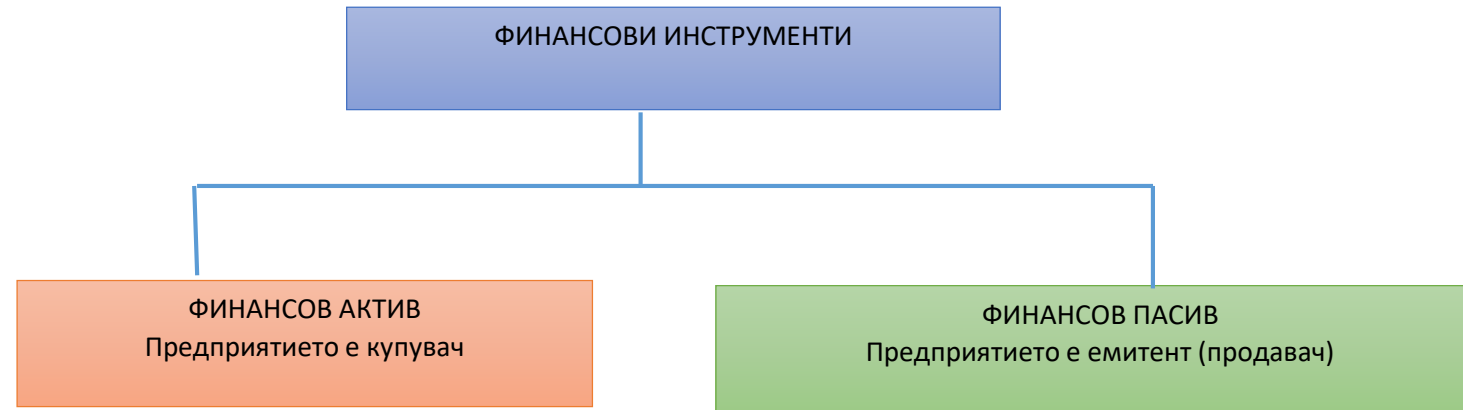 ФИНАНСОВИ ИНСТРУМЕНТИ
ФИНАНСОВ АКТИВ
Предприятието е купувач
ФИНАНСОВ ПАСИВ
Предприятието е емитент (продавач)